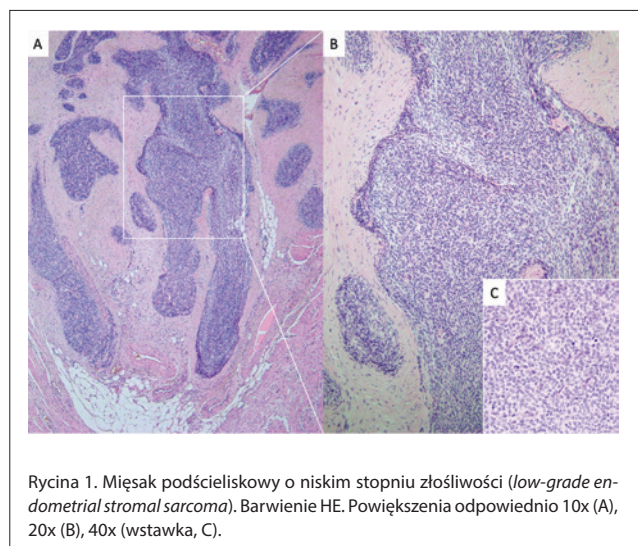 A
B
C
Rycina 1. Mięsak podścieliskowy o niskim stopniu złośliwości (low-grade en-
dometrial stromal sarcoma). Barwienie HE. Powiększenia odpowiednio 10x (A),
20x (B), 40x (wstawka, C).